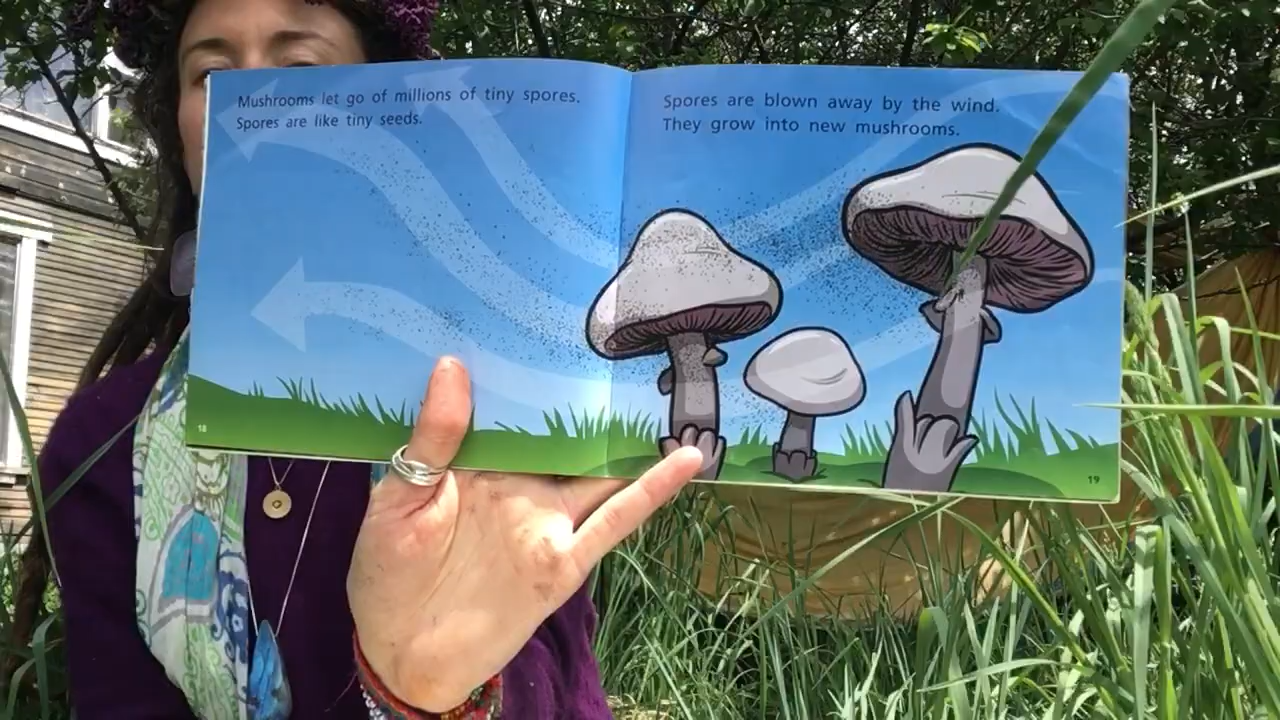 Mushrooms let go of millions of tiny spores.
Spores are like tiny seeds.
Spores are blown away by the wind.
They grow into new mushrooms.
18
19